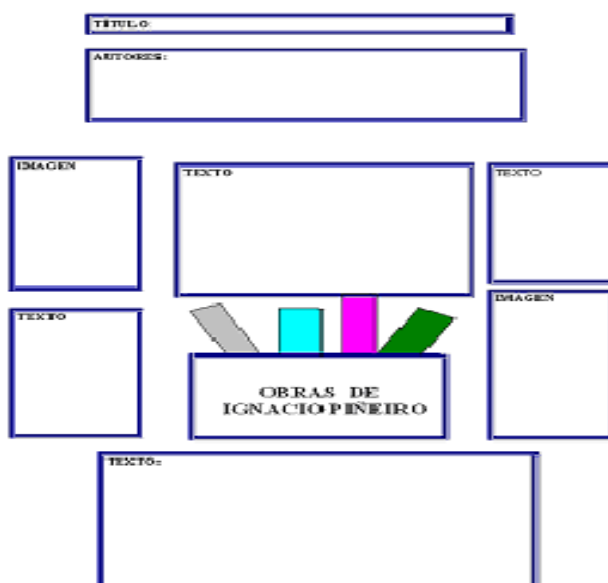 TÍTULO:
AUTORES:
IMAGEN
TEXTO
TEXTO
TEXTO
IMAGEN
OBRAS DE
IGNACIO PIÑEIRO
TEXTO: